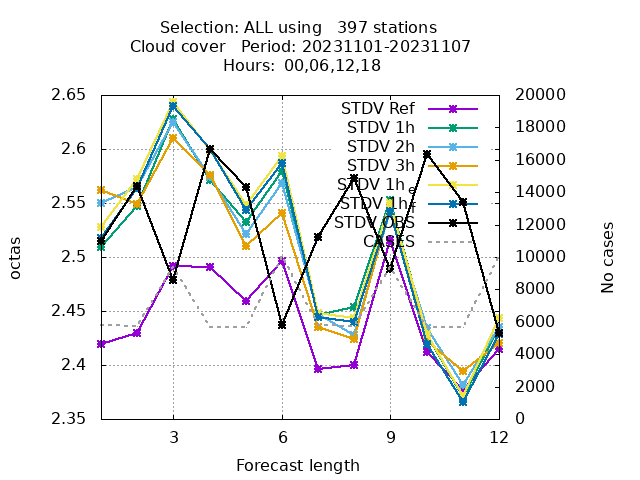 Selection: ALL using 397 stations
Cloud cover Period: 20231101-20231107
Hours: 00,06,12,18
octas
No cases
2.65
2.6
2.55
2.5
2.45
2.4
2.35
20000
18000
16000
14000
12000
10000
8000
6000
4000
2000
0
STDV Ref
STDV 1h
STDV 2h
STDV 3h
STDV 1h
STDV 1h
STDV OBS
CASES
3
6
9
12
Forecast length